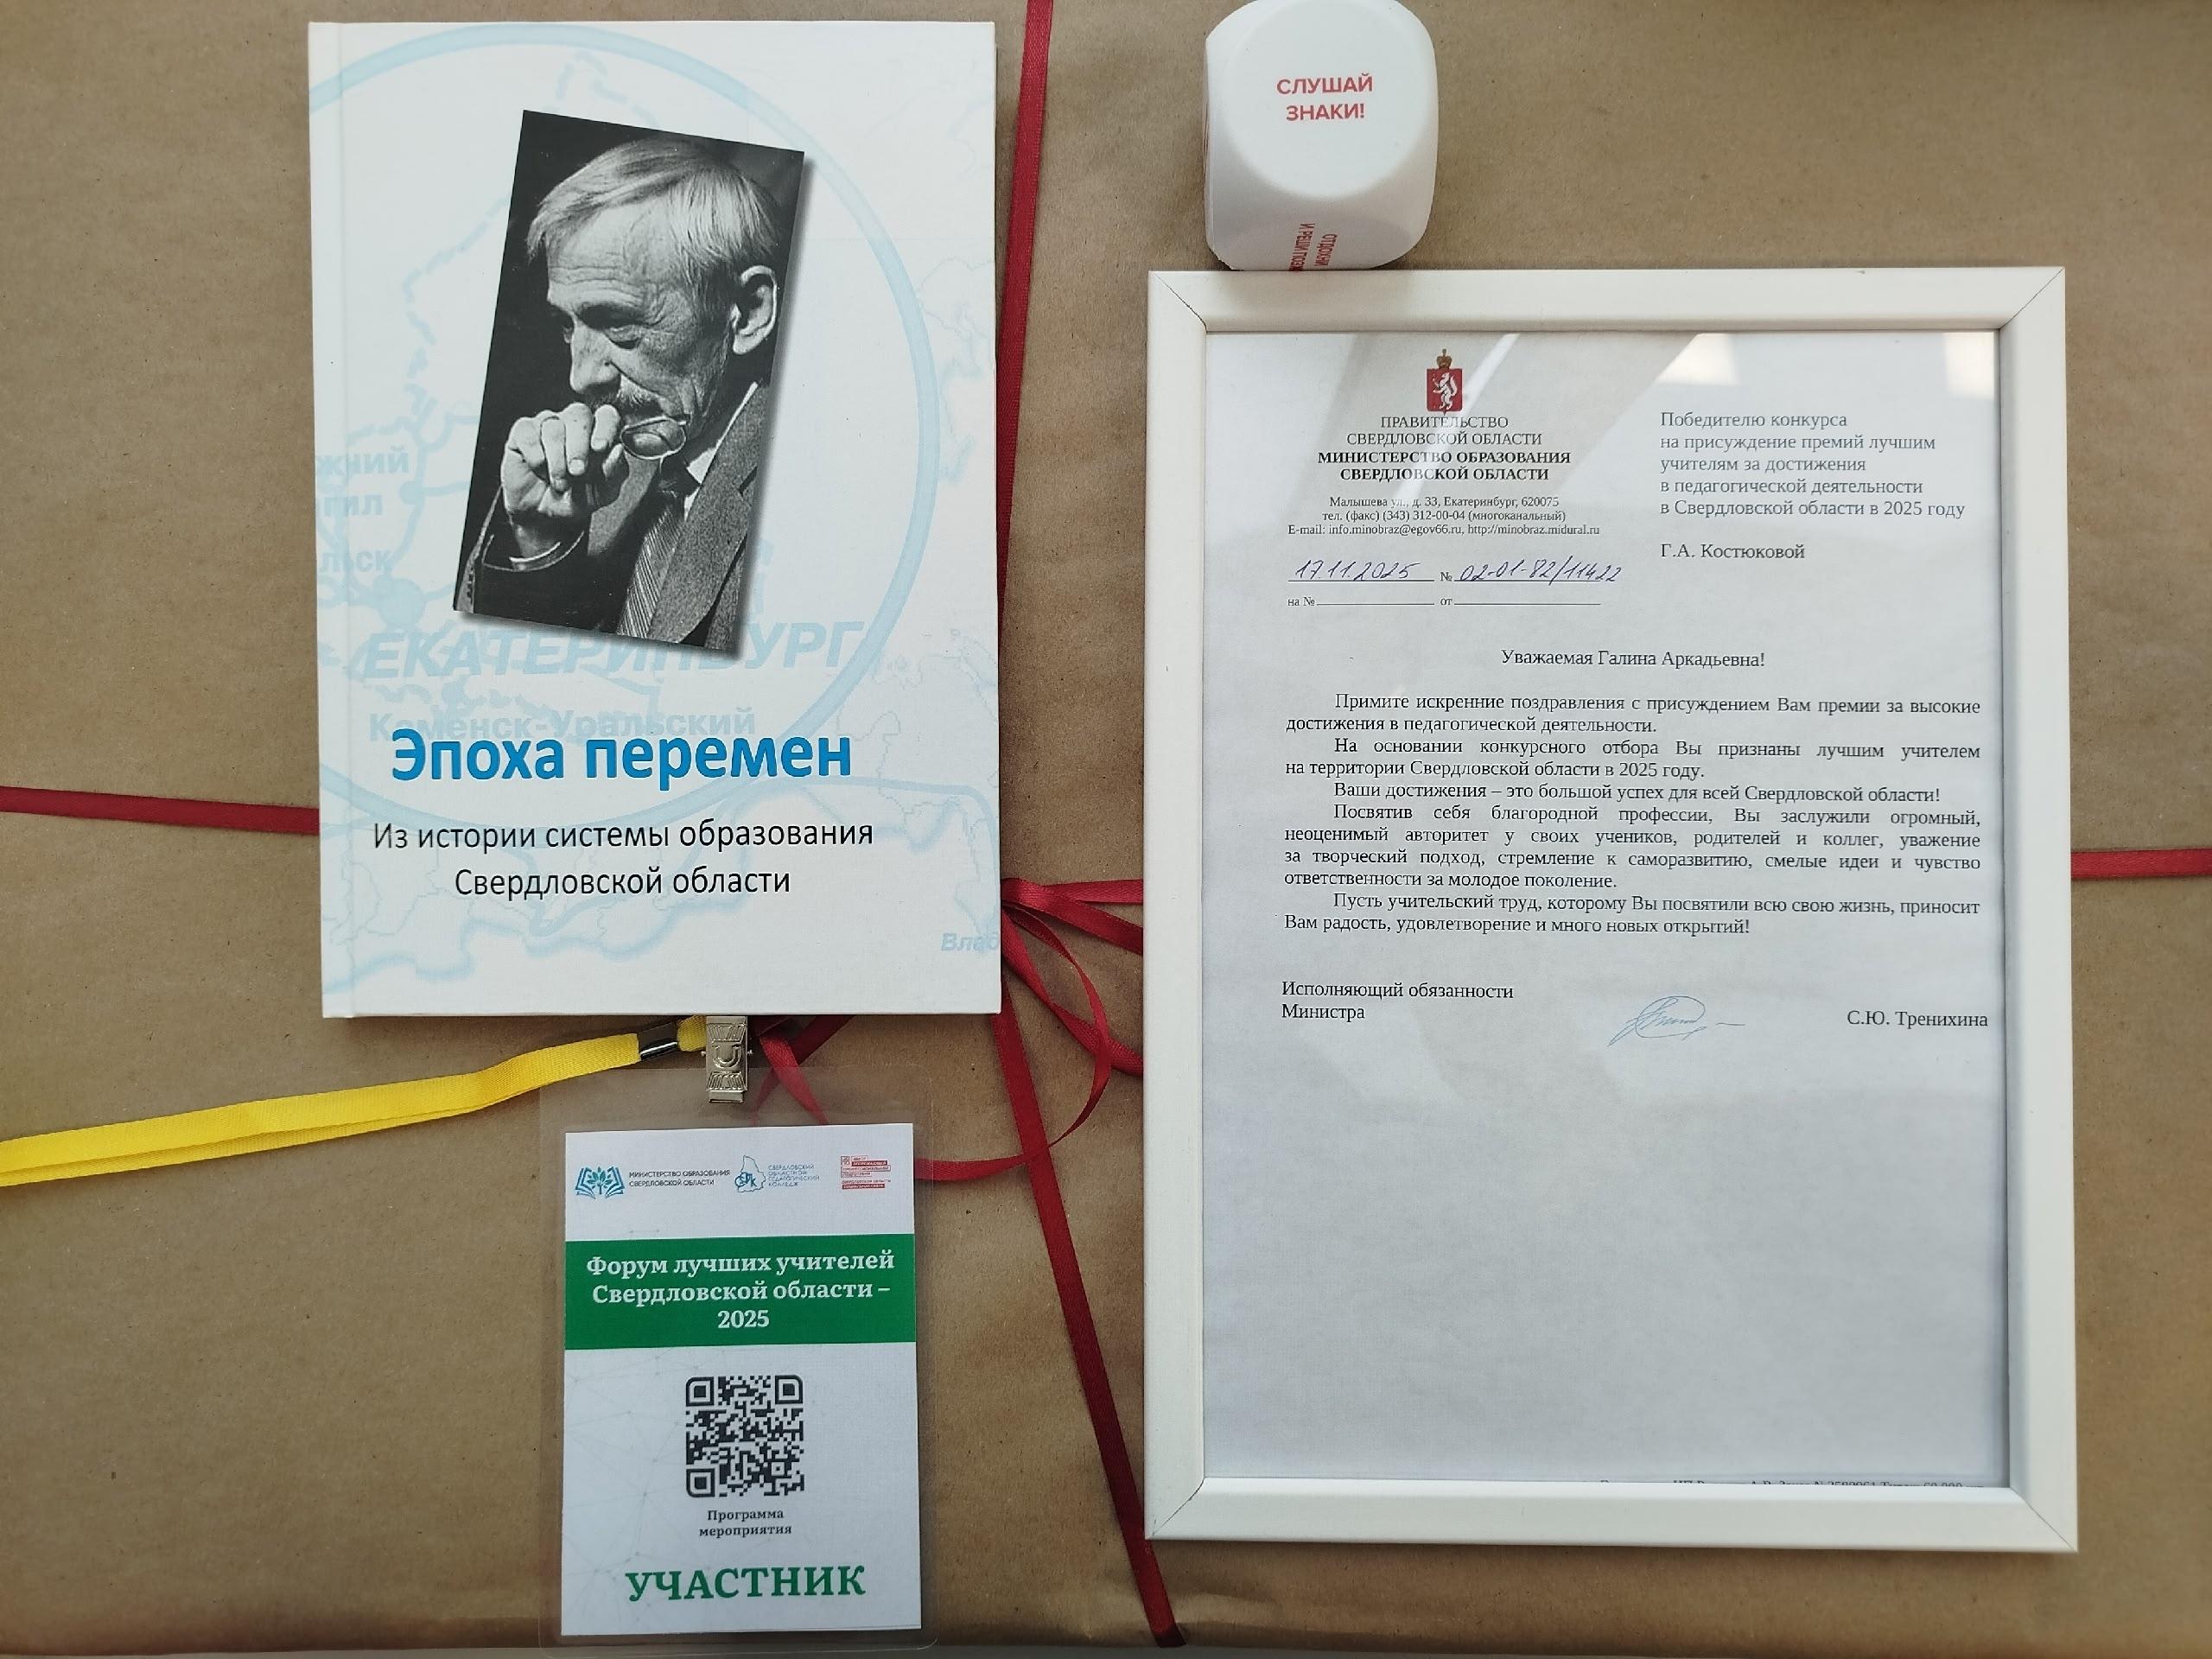 ЕКАТЕРИНБУРГ
Каменск-Уральский
Эпоха перемен
Из истории системы образования
Свердловской области
СЛУШАЙ
ЗНАКИ!
ПРАВИТЕЛЬСТВО
СВЕРДЛОВСКОЙ ОБЛАСТИ
МИНИСТЕРСТВО ОБРАЗОВАНИЯ
СВЕРДЛОВСКОЙ ОБЛАСТИ
Малышева ул., д. 33, Екатеринбург, 620075
тел. (факс) (343) 312-00-04 (многоканальный)
E-mail: info.minobraz@egov66.ru, http://minobraz.midural.ru
17.11.2025 № 02-01-82/11422
на № от
Победителю конкурса
на присуждение премий лучшим
учителям за достижения
в педагогической деятельности
в Свердловской области в 2025 году
Г.А. Костюковой
Уважаемая Галина Аркадьевна!
Примите искренние поздравления с присуждением Вам премии за высокие
достижения в педагогической деятельности.
На основании конкурсного отбора Вы признаны лучшим учителем
на территории Свердловской области в 2025 году.
Ваши достижения – это большой успех для всей Свердловской области!
Посвятив себя благородной профессии, Вы заслужили огромный,
неоценимый авторитет у своих учеников, родителей и коллег, уважение
за творческий подход, стремление к саморазвитию, смелые идеи и чувство
ответственности за молодое поколение.
Пусть учительский труд, которому Вы посвятили всю свою жизнь, приносит
Вам радость, удовлетворение и много новых открытий!
Исполняющий обязанности
Министра
С.Ю. Тренихина
МИНИСТЕРСТВО ОБРАЗОВАНИЯ
СВЕРДЛОВСКОЙ ОБЛАСТИ
СВЕРДЛОВСКИЙ
ОБЛАСТНОЙ
ПЕДАГОГИЧЕСКИЙ
КОЛЛЕДЖ
Форум лучших учителей
Свердловской области –
2025
Программа
мероприятия
УЧАСТНИК